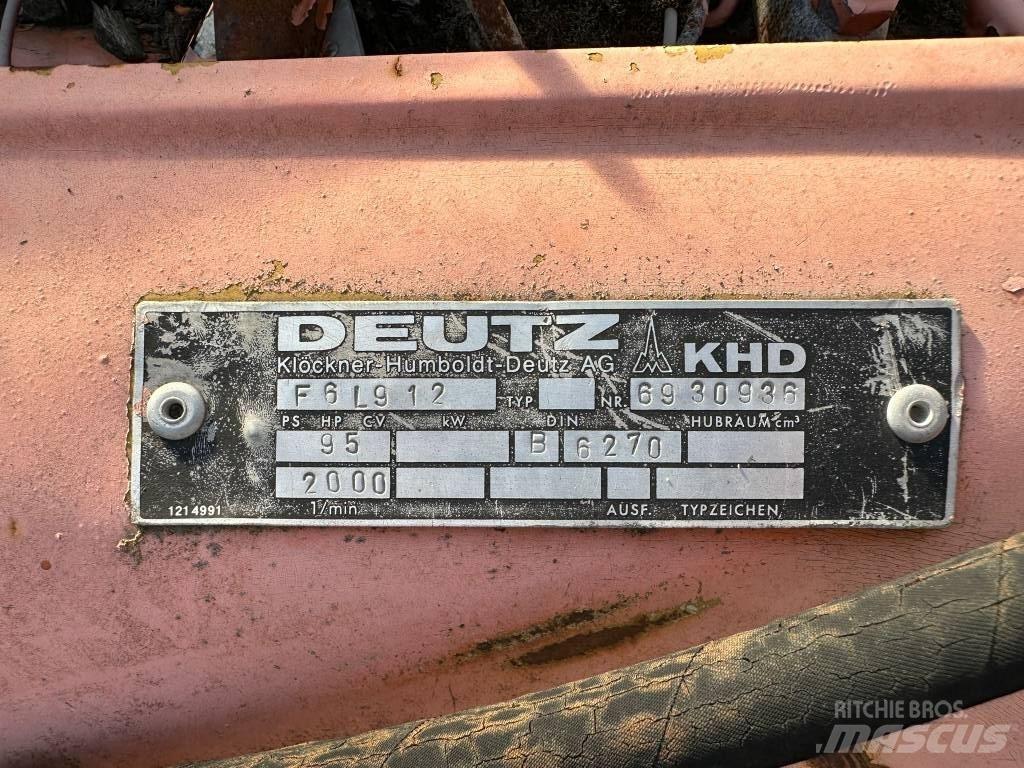 DEUTZ
Klöckner-Humboldt-Deutz AG KHD
F6L912 TYP NR. 6930936
PS HP CV kW DIN HUBRAUM cm³
95 B 6270
2000
1214991 1/min AUSF. TYPZEICHEN
RITCHIE BROS.
MASCUS